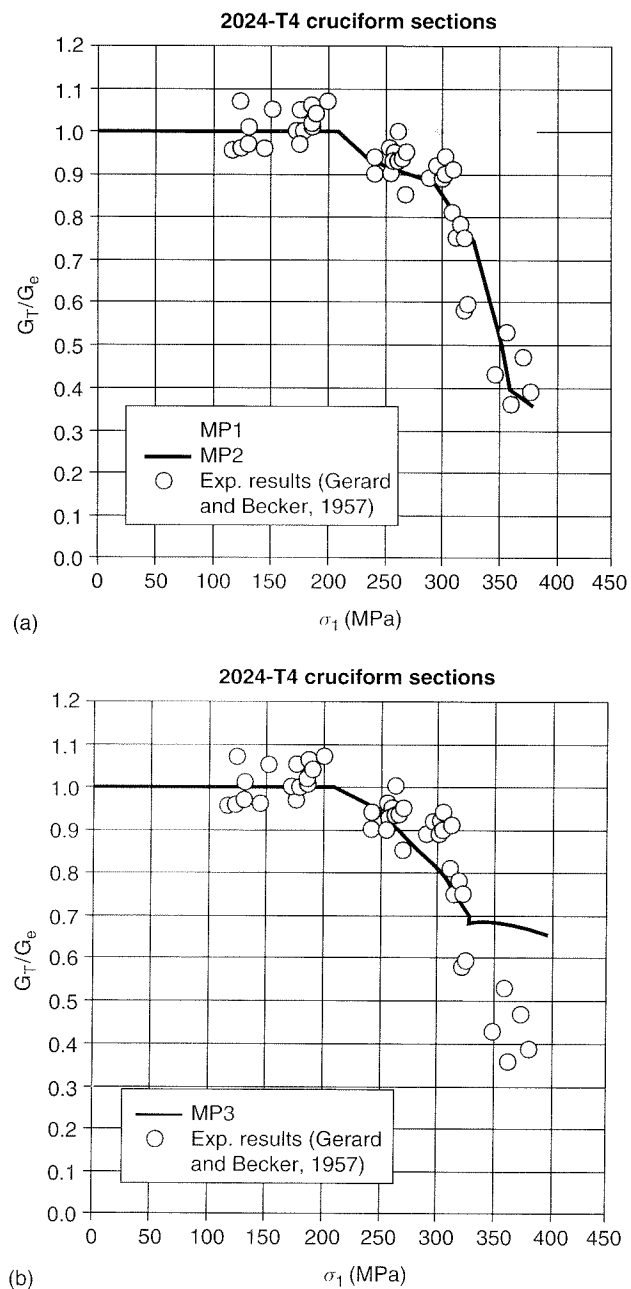 2024-T4 cruciform sections
1.2
1.1
1.0
0.9
0.8
0.7
0.6
0.5
0.4
0.3
0.2
0.1
0.0
G_T/G_e
MP1
MP2
Exp. results (Gerard
and Becker, 1957)
0 50 100 150 200 250 300 350 400 450
(a)
σ₁ (MPa)
2024-T4 cruciform sections
1.2
1.1
1.0
0.9
0.8
0.7
0.6
0.5
0.4
0.3
0.2
0.1
0.0
G_T/G_e
MP3
Exp. results (Gerard
and Becker, 1957)
0 50 100 150 200 250 300 350 400 450
(b)
σ₁ (MPa)